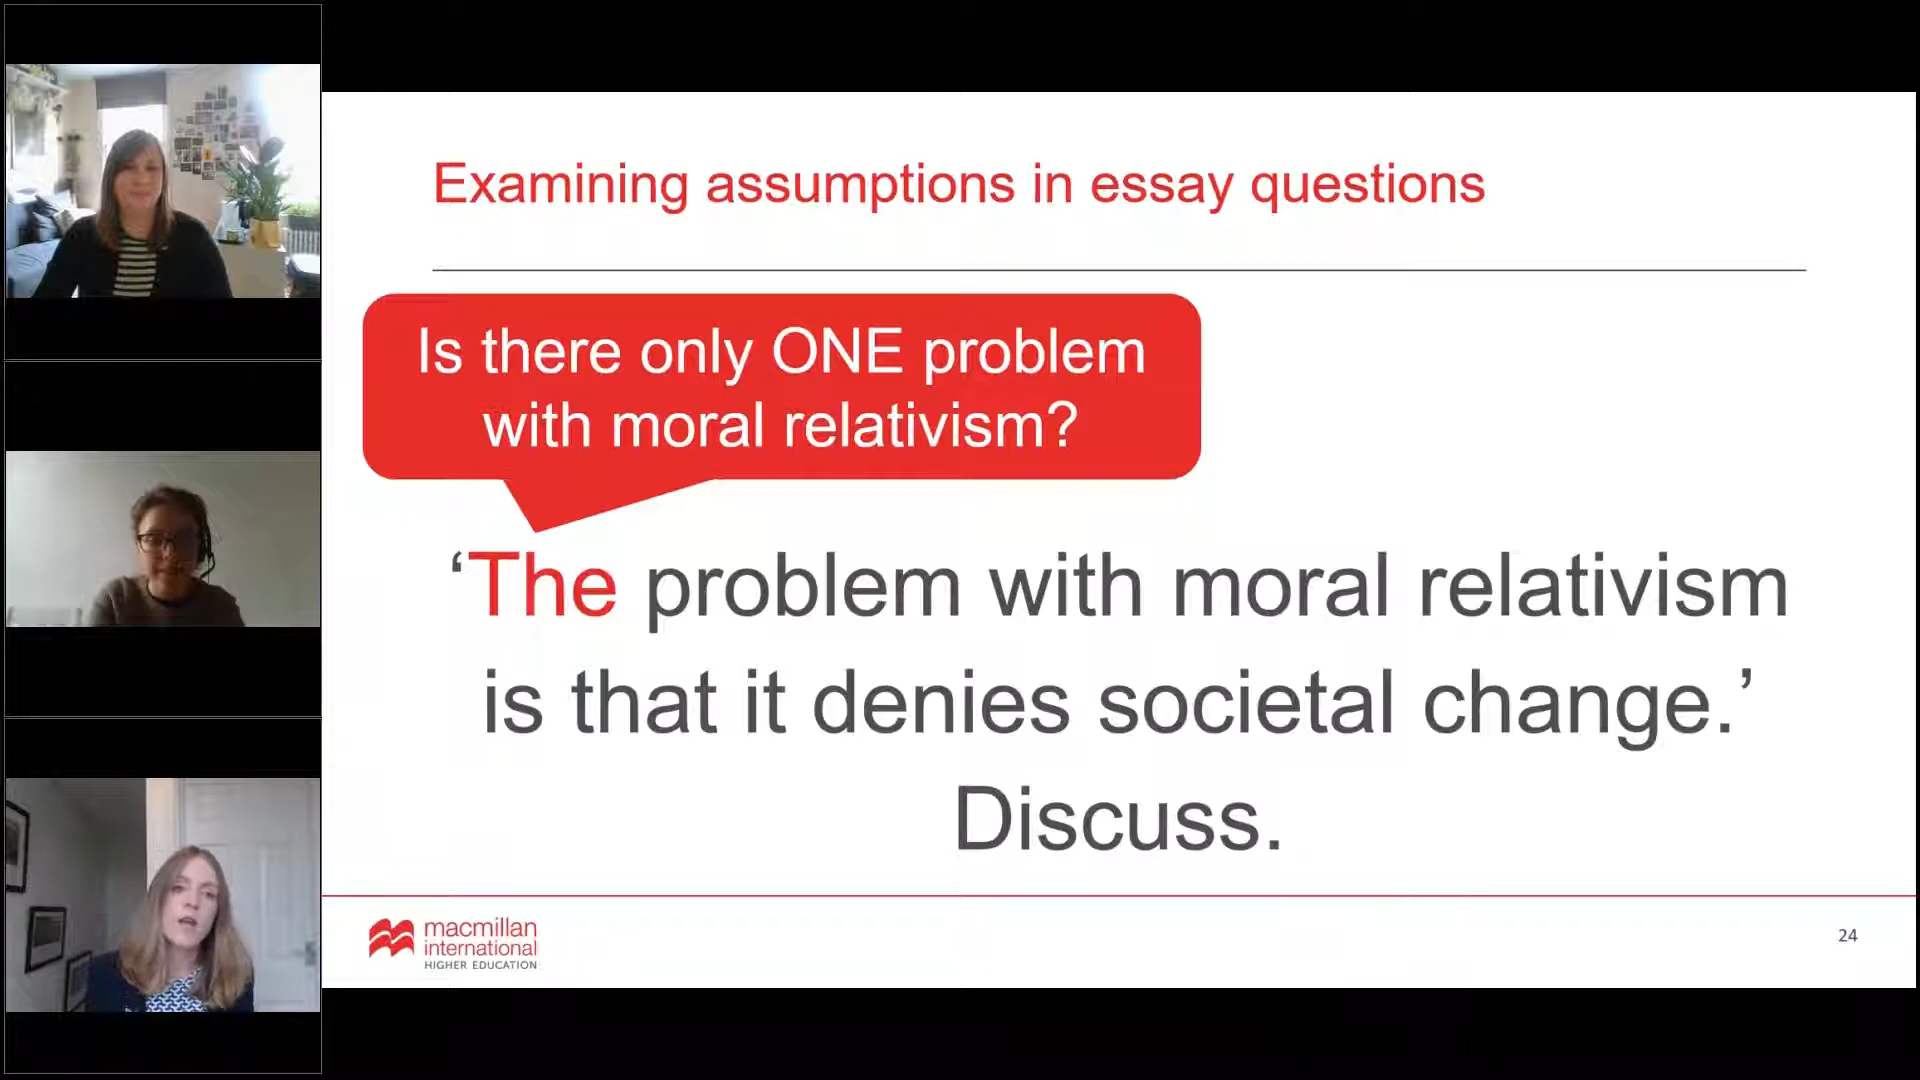 Examining assumptions in essay questions
Is there only ONE problem
with moral relativism?
‘The problem with moral relativism
is that it denies societal change.’
Discuss.
macmillan
international
HIGHER EDUCATION
24